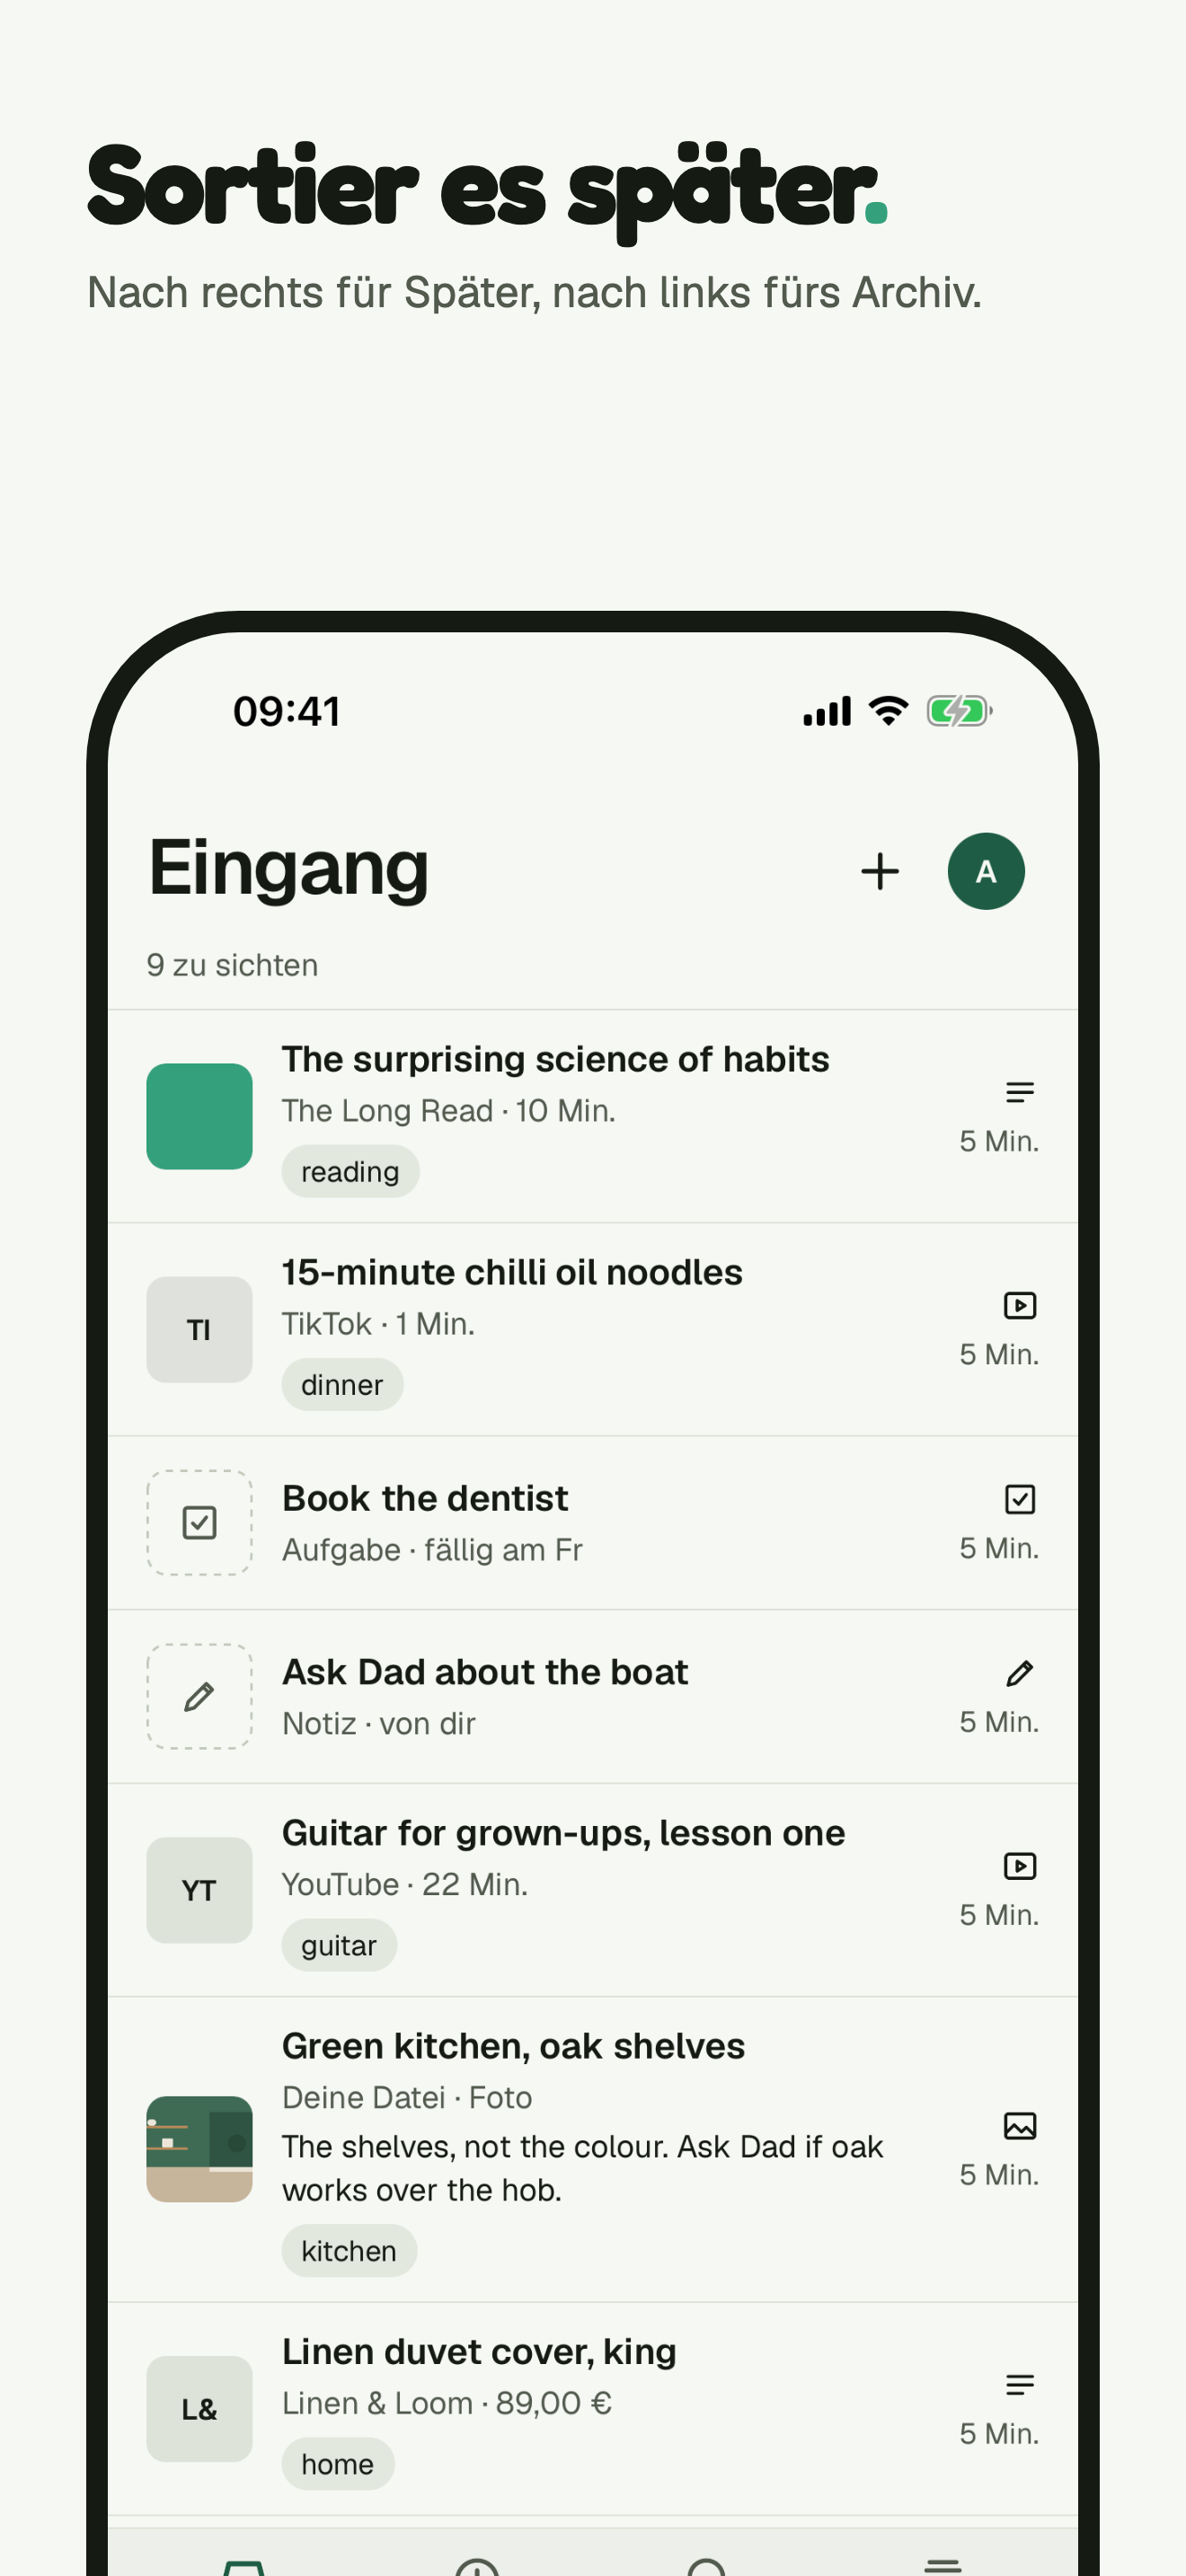 Sortier es später.
Nach rechts für Später, nach links fürs Archiv.
09:41
Eingang
A
9 zu sichten
The surprising science of habits
The Long Read · 10 Min.
5 Min.
reading
15-minute chilli oil noodles
TI
TikTok · 1 Min.
5 Min.
dinner
Book the dentist
Aufgabe · fällig am Fr
5 Min.
Ask Dad about the boat
Notiz · von dir
5 Min.
Guitar for grown-ups, lesson one
YT
YouTube · 22 Min.
5 Min.
guitar
Green kitchen, oak shelves
Deine Datei · Foto
The shelves, not the colour. Ask Dad if oak
works over the hob.
5 Min.
kitchen
Linen duvet cover, king
L&
Linen & Loom · 89,00 €
5 Min.
home